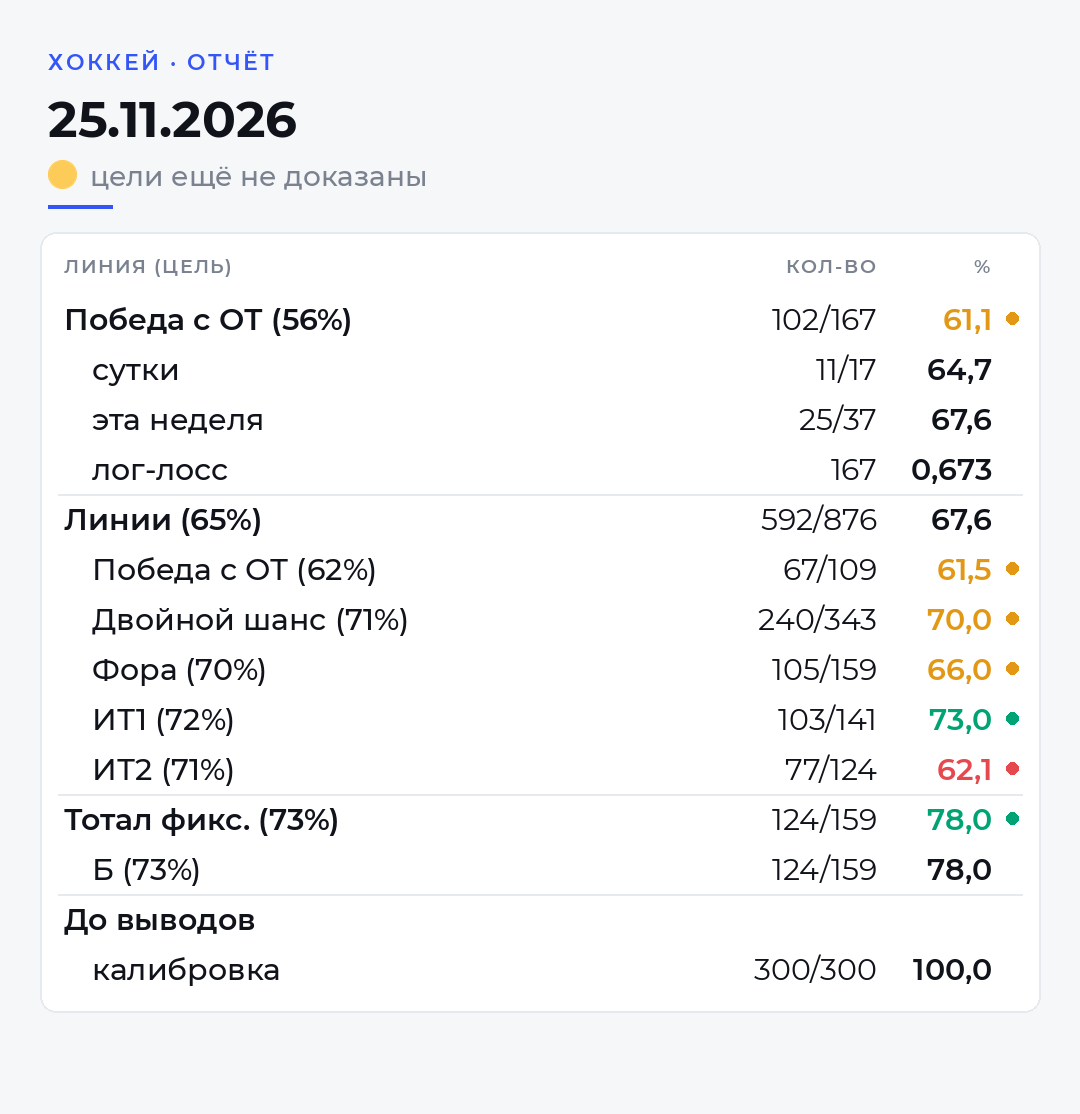 ХОККЕЙ · ОТЧЁТ
25.11.2026
цели ещё не доказаны
ЛИНИЯ (ЦЕЛЬ) КОЛ-ВО %
Победа с ОТ (56%) 102/167 61,1
сутки 11/17 64,7
эта неделя 25/37 67,6
лог-лосс 167 0,673
Линии (65%) 592/876 67,6
Победа с ОТ (62%) 67/109 61,5
Двойной шанс (71%) 240/343 70,0
Фора (70%) 105/159 66,0
ИТ1 (72%) 103/141 73,0
ИТ2 (71%) 77/124 62,1
Тотал фикс. (73%) 124/159 78,0
Б (73%) 124/159 78,0
До выводов
калибровка 300/300 100,0